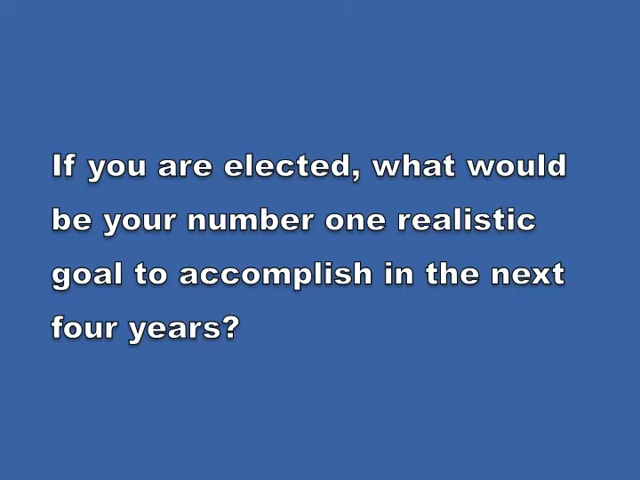 If you are elected, what would
be your number one realistic
goal to accomplish in the next
four years?